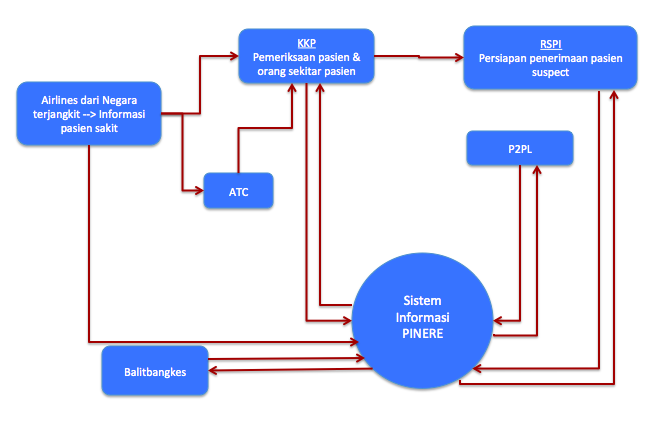 KKP
Pemeriksaan pasien &
orang sekitar pasien
RSPI
Persiapan penerimaan pasien
suspect
Airlines dari Negara
terjangkit --> Informasi
pasien sakit
P2PL
ATC
Sistem
Informasi
PINERE
Balitbangkes